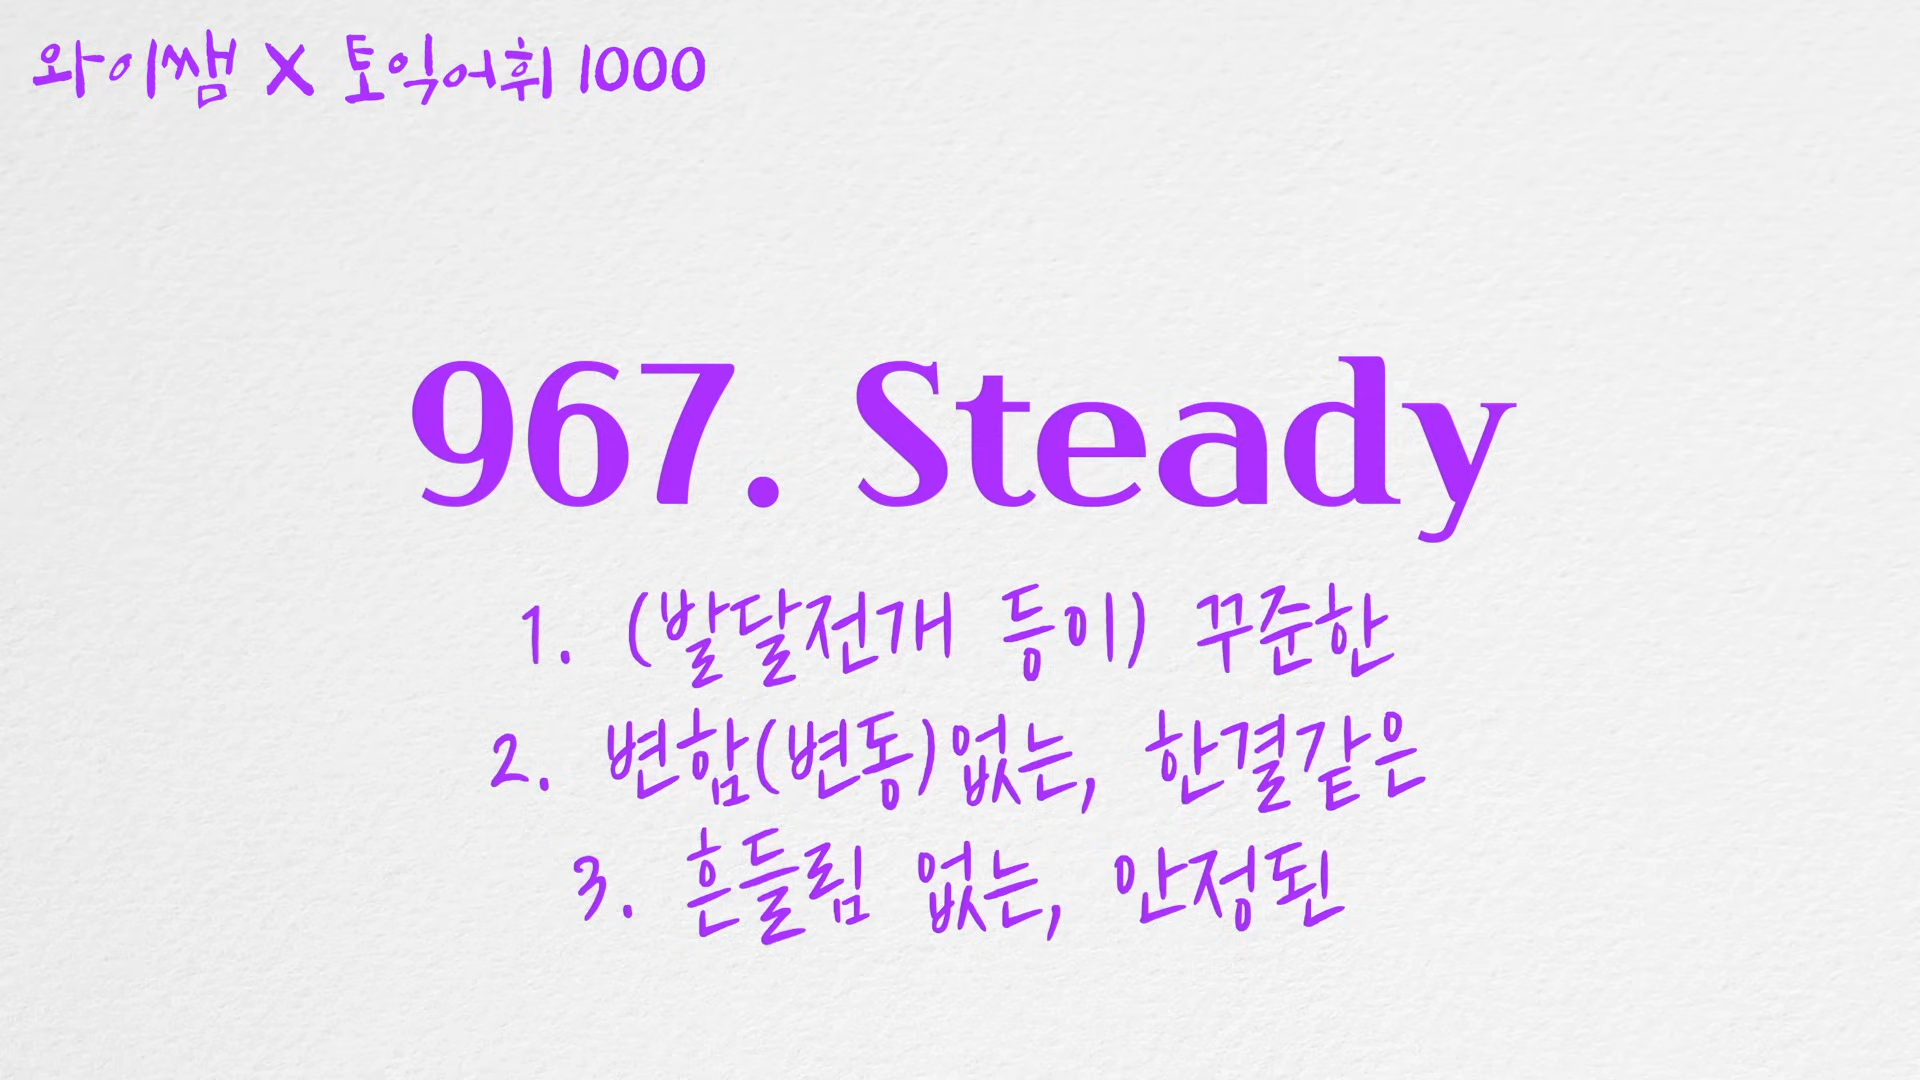 와이쌤 X 토익어휘 1000
967. Steady
1. (발달전개 등이) 꾸준한
2. 변함(변동)없는, 한결같은
3. 흔들림 없는, 안정된